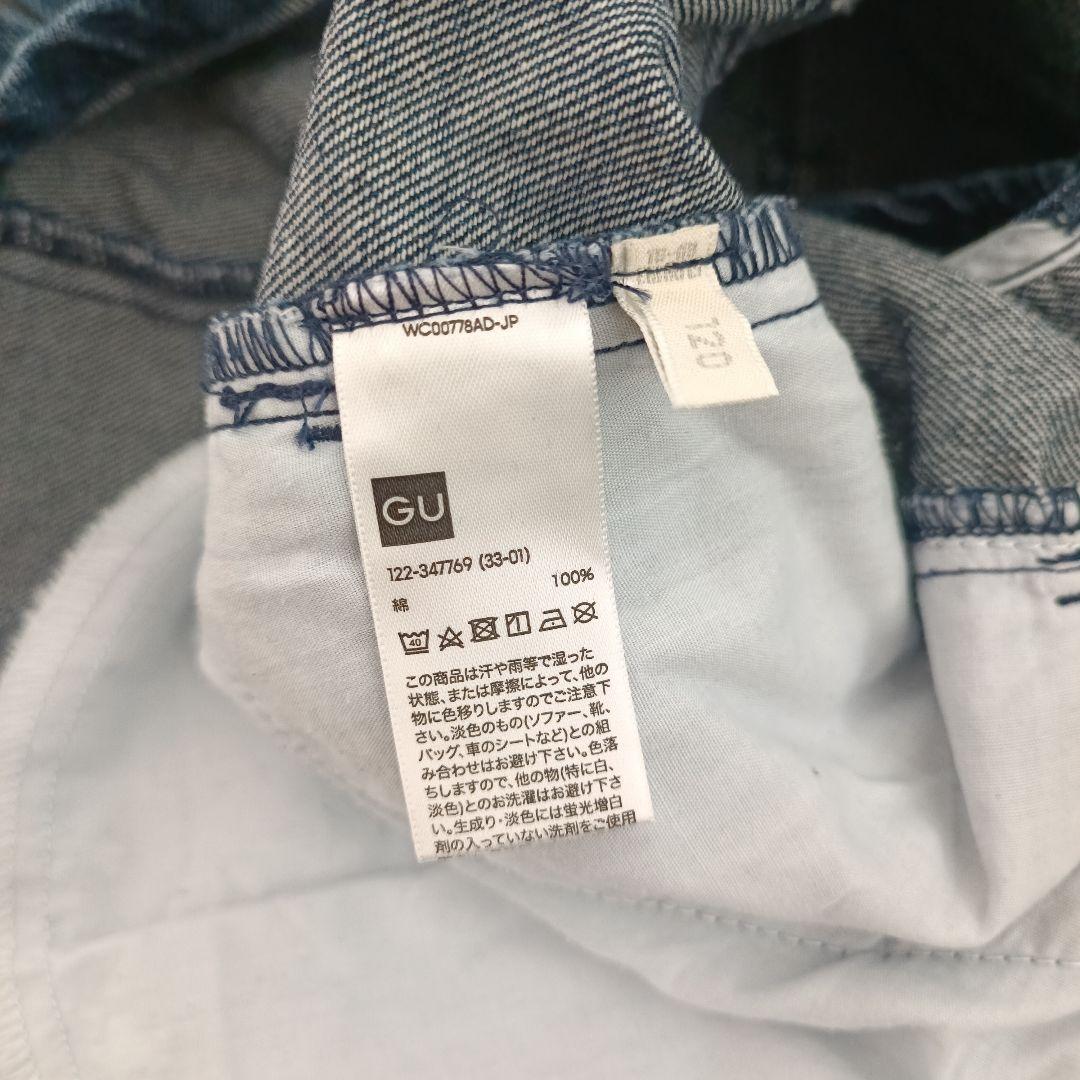 WC00778AD-JP
120
GU
122-347769 (33-01)
綿 100%
40
この商品は汗や雨等で湿った
状態、または摩擦によって、他の
物に色移りしますのでご注意下
さい。淡色のもの(ソファー、靴、
バッグ、車のシートなど)との組
み合わせはお避け下さい。色落
ちしますので、他の物(特に白、
淡色)とのお洗濯はお避け下さ
い。生成り・淡色には蛍光増白
剤の入っていない洗剤をご使用